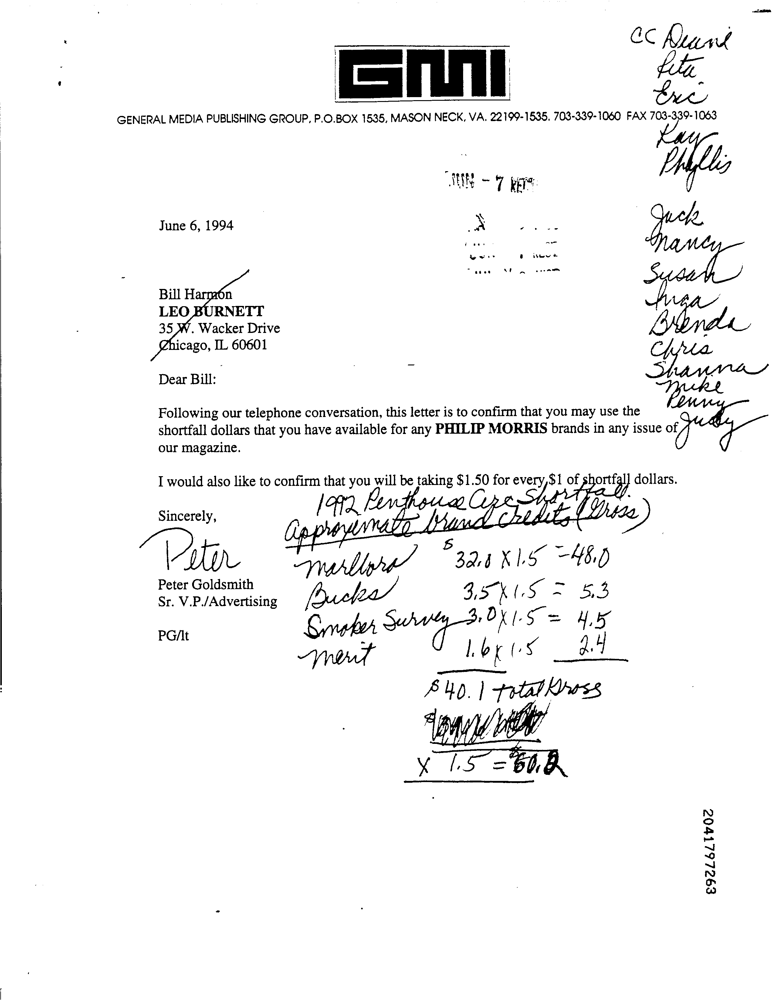 CC Deane
Rita
Eric
GMI
GENERAL MEDIA PUBLISHING GROUP, P.O.BOX 1535, MASON NECK, VA. 22199-1535. 703-339-1060 FAX 703-339-1063
Kay
Phyllis
JUN - 7
Jack
Nancy
Susan
Inga
Brenda
Chris
Shanna
Mike
Penny
Judy
June 6, 1994
Bill Harmon
LEO BURNETT
35 W. Wacker Drive
Chicago, IL 60601
Dear Bill:
Following our telephone conversation, this letter is to confirm that you may use the
shortfall dollars that you have available for any PHILIP MORRIS brands in any issue of
our magazine.
I would also like to confirm that you will be taking $1.50 for every $1 of shortfall dollars.
1992 Penthouse Circ Shortfall
Approximate brand credits (Gross)
Sincerely,
Peter
Peter Goldsmith
Sr. V.P./Advertising
PG/lt
Marlboro $32.0 X 1.5 = 48.0
Bucks 3.5 X 1.5 = 5.3
Smoker Survey 3.0 X 1.5 = 4.5
Merit 1.6 X 1.5 2.4
$40.1 total Gross
X 1.5 = $60.2
2041797263